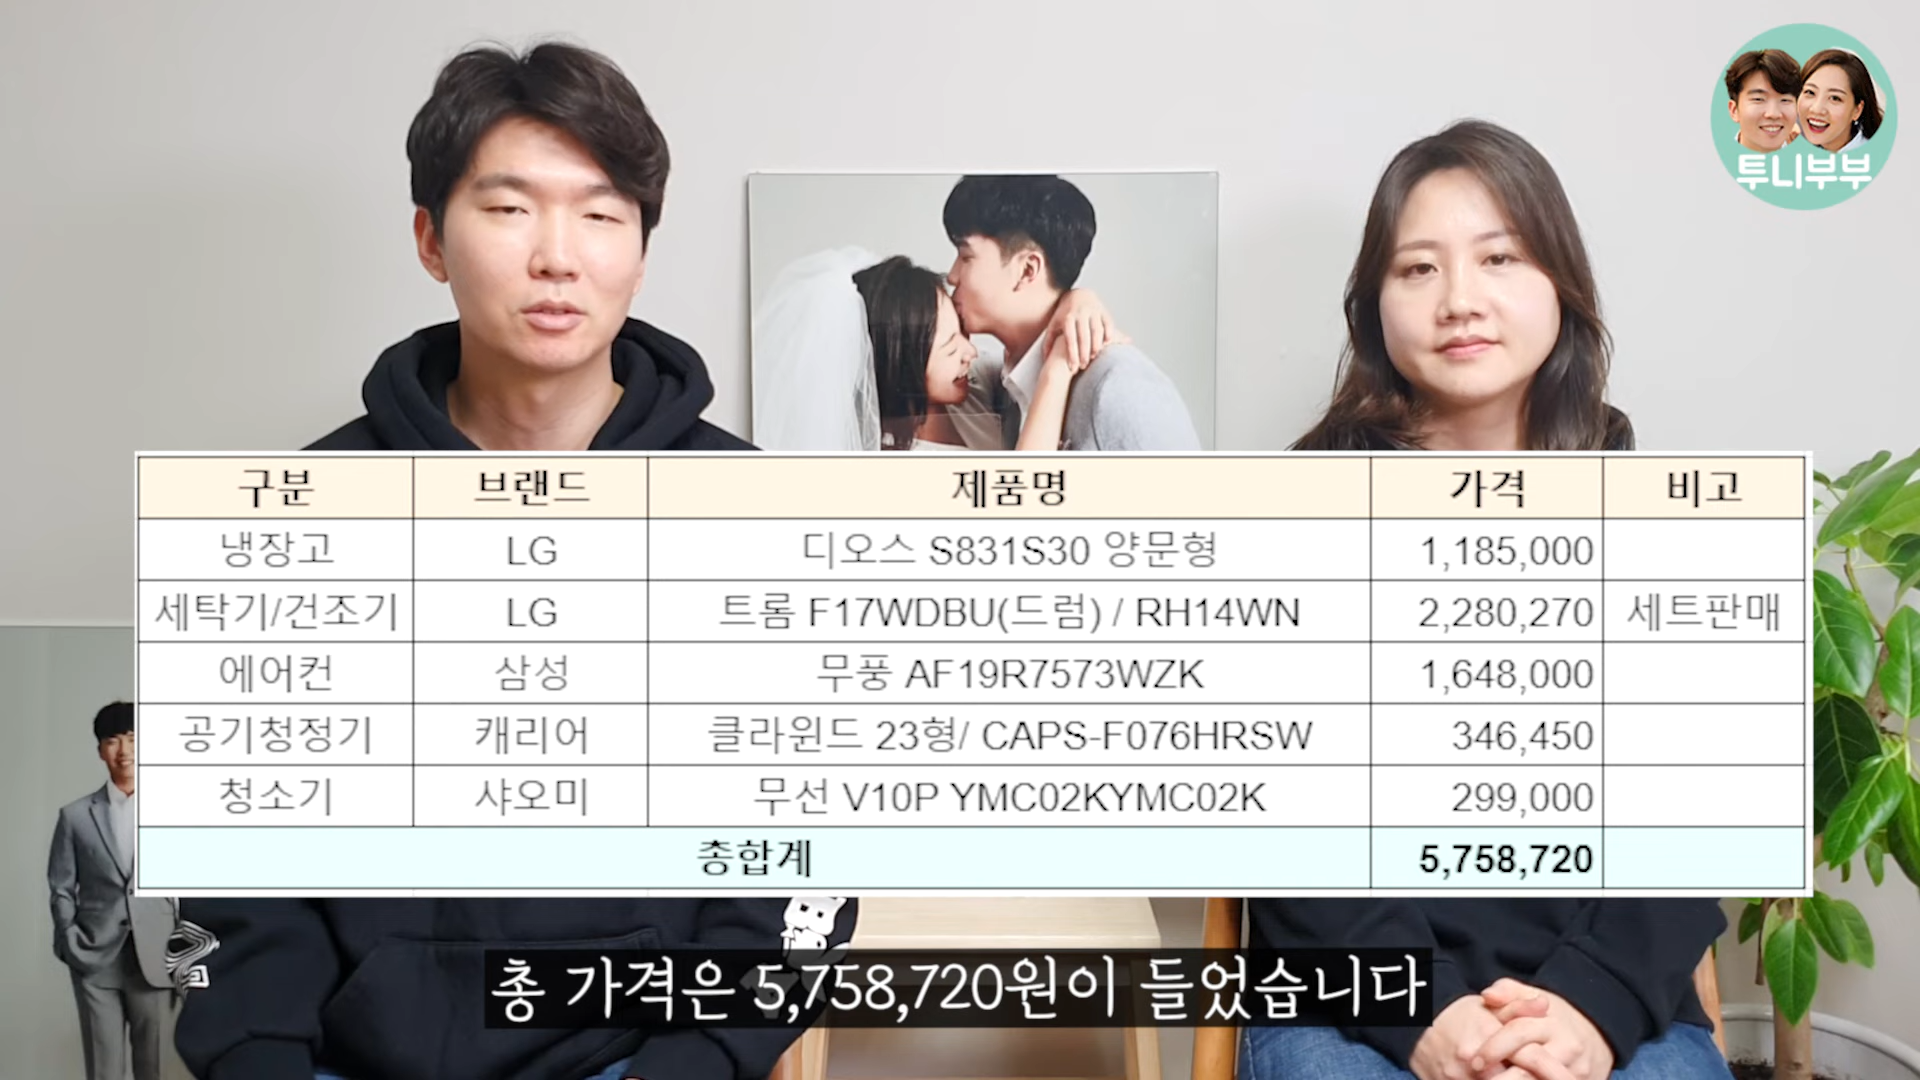 투니부부
구분 브랜드 제품명 가격 비고
냉장고 LG 디오스 S831S30 양문형 1,185,000
세탁기/건조기 LG 트롬 F17WDBU(드럼) / RH14WN 2,280,270 세트판매
에어컨 삼성 무풍 AF19R7573WZK 1,648,000
공기청정기 캐리어 클라윈드 23형/ CAPS-F076HRSW 346,450
청소기 샤오미 무선 V10P YMC02KYMC02K 299,000
총합계 5,758,720
총 가격은 5,758,720원이 들었습니다